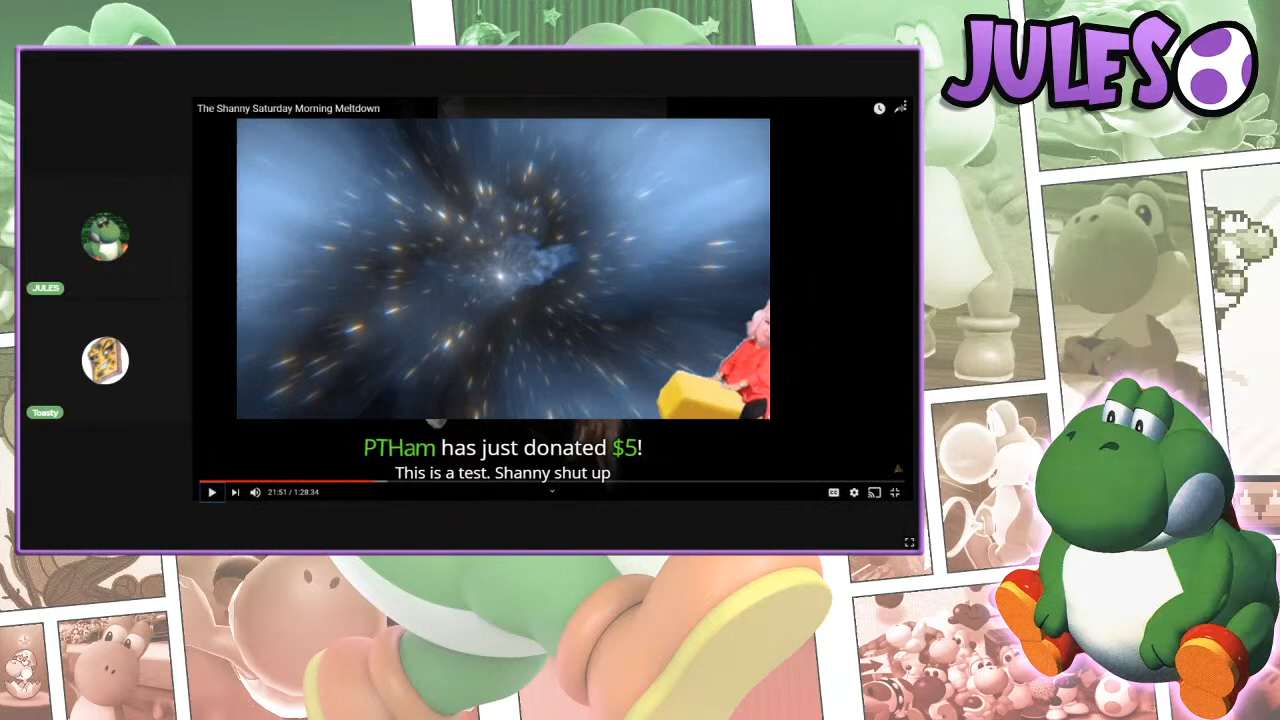 JULES
The Shanny Saturday Morning Meltdown
JULES
Toasty
PTHam has just donated $5!
This is a test. Shanny shut up
21:51 / 1:28:34
CC